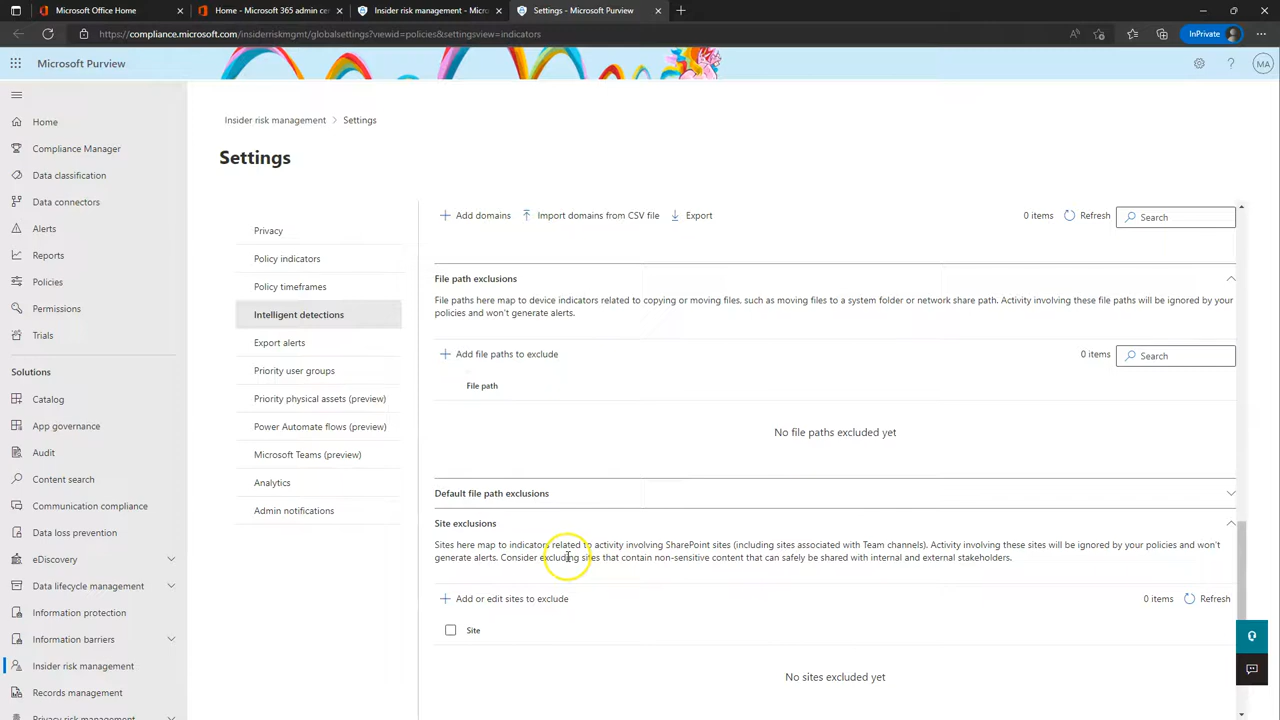 Microsoft Office Home
Home - Microsoft 365 admin cen
Insider risk management - Micros
Settings - Microsoft Purview
https://compliance.microsoft.com/insiderriskmgmt/globalsettings?viewid=policies&settingsview=indicators
InPrivate
Microsoft Purview
MA
Insider risk management > Settings
Settings
Home
Compliance Manager
Data classification
Data connectors
Alerts
Reports
Policies
Permissions
Trials
Solutions
Catalog
App governance
Audit
Content search
Communication compliance
Data loss prevention
eDiscovery
Data lifecycle management
Information protection
Information barriers
Insider risk management
Records management
Privacy risk management
Privacy
Policy indicators
Policy timeframes
Intelligent detections
Export alerts
Priority user groups
Priority physical assets (preview)
Power Automate flows (preview)
Microsoft Teams (preview)
Analytics
Admin notifications
Add domains Import domains from CSV file Export 0 items Refresh Search
File path exclusions
File paths here map to device indicators related to copying or moving files, such as moving files to a system folder or network share path. Activity involving these file paths will be ignored by your
policies and won't generate alerts.
Add file paths to exclude 0 items Search
File path
No file paths excluded yet
Default file path exclusions
Site exclusions
Sites here map to indicators related to activity involving SharePoint sites (including sites associated with Team channels). Activity involving these sites will be ignored by your policies and won't
generate alerts. Consider excluding sites that contain non-sensitive content that can safely be shared with internal and external stakeholders.
Add or edit sites to exclude 0 items Refresh
Site
No sites excluded yet